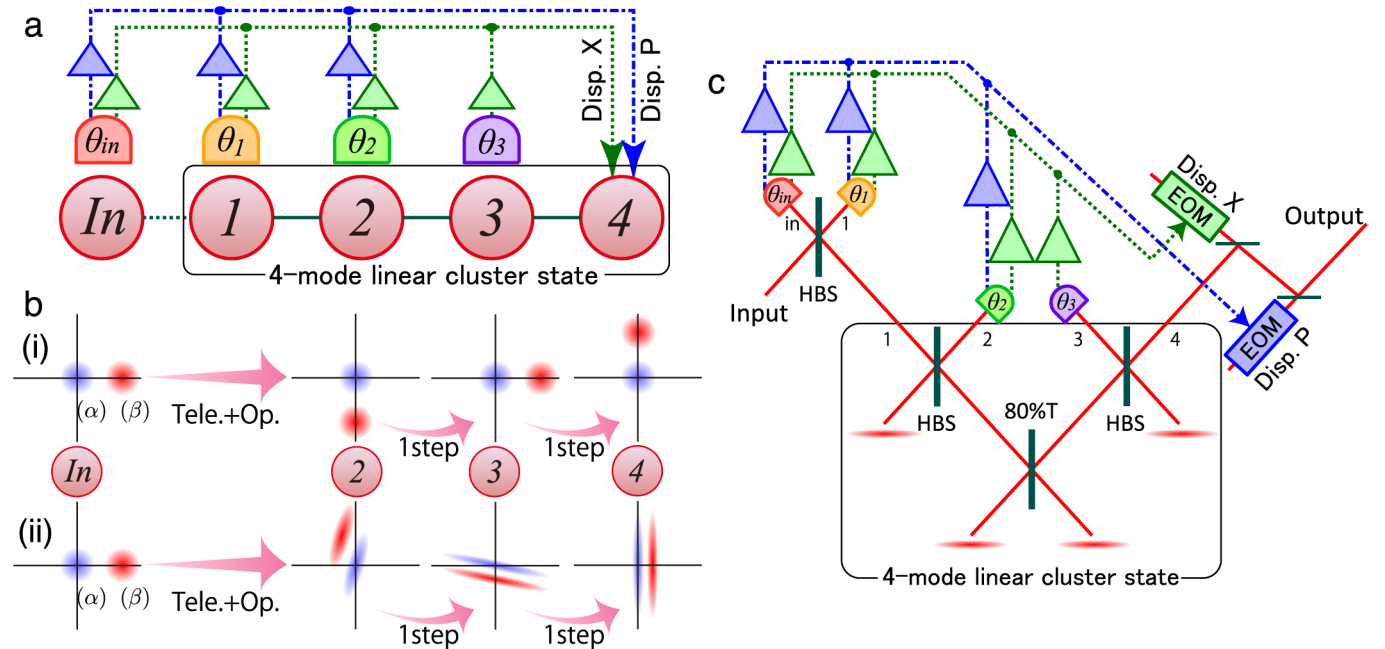 a
Disp. X
Disp. P
θin
θ1
θ2
θ3
In
1
2
3
4
4-mode linear cluster state
b
(i)
(α)
(β)
Tele.+Op.
1step
1step
In
2
3
4
(ii)
(α)
(β)
Tele.+Op.
1step
1step
c
θin
θ1
in
1
Input
HBS
θ2
θ3
Disp. X
EOM
Output
EOM
Disp. P
1
2
3
4
HBS
80%T
HBS
4-mode linear cluster state